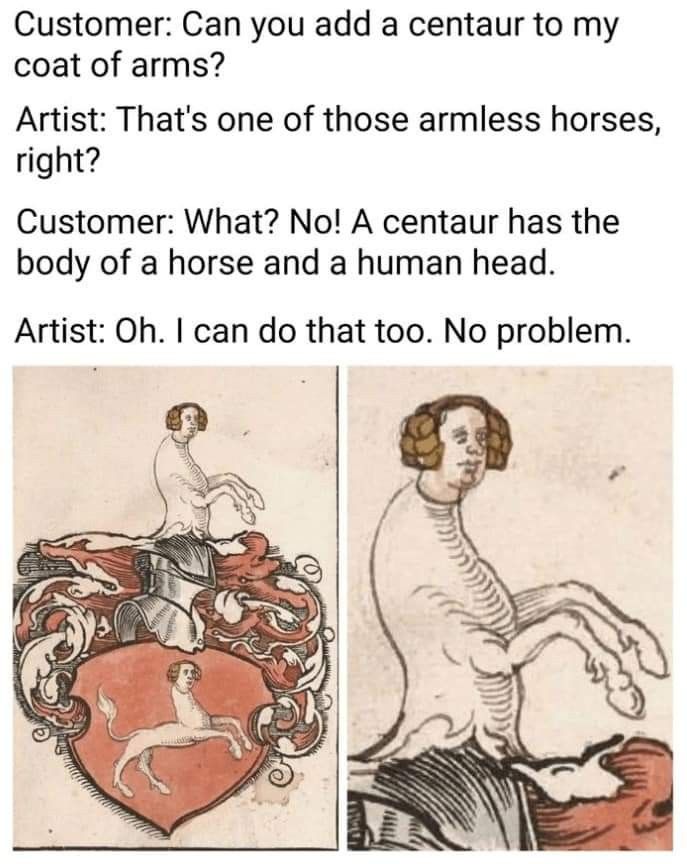 Customer: Can you add a centaur to my
coat of arms?
Artist: That's one of those armless horses,
right?
Customer: What? No! A centaur has the
body of a horse and a human head.
Artist: Oh. I can do that too. No problem.